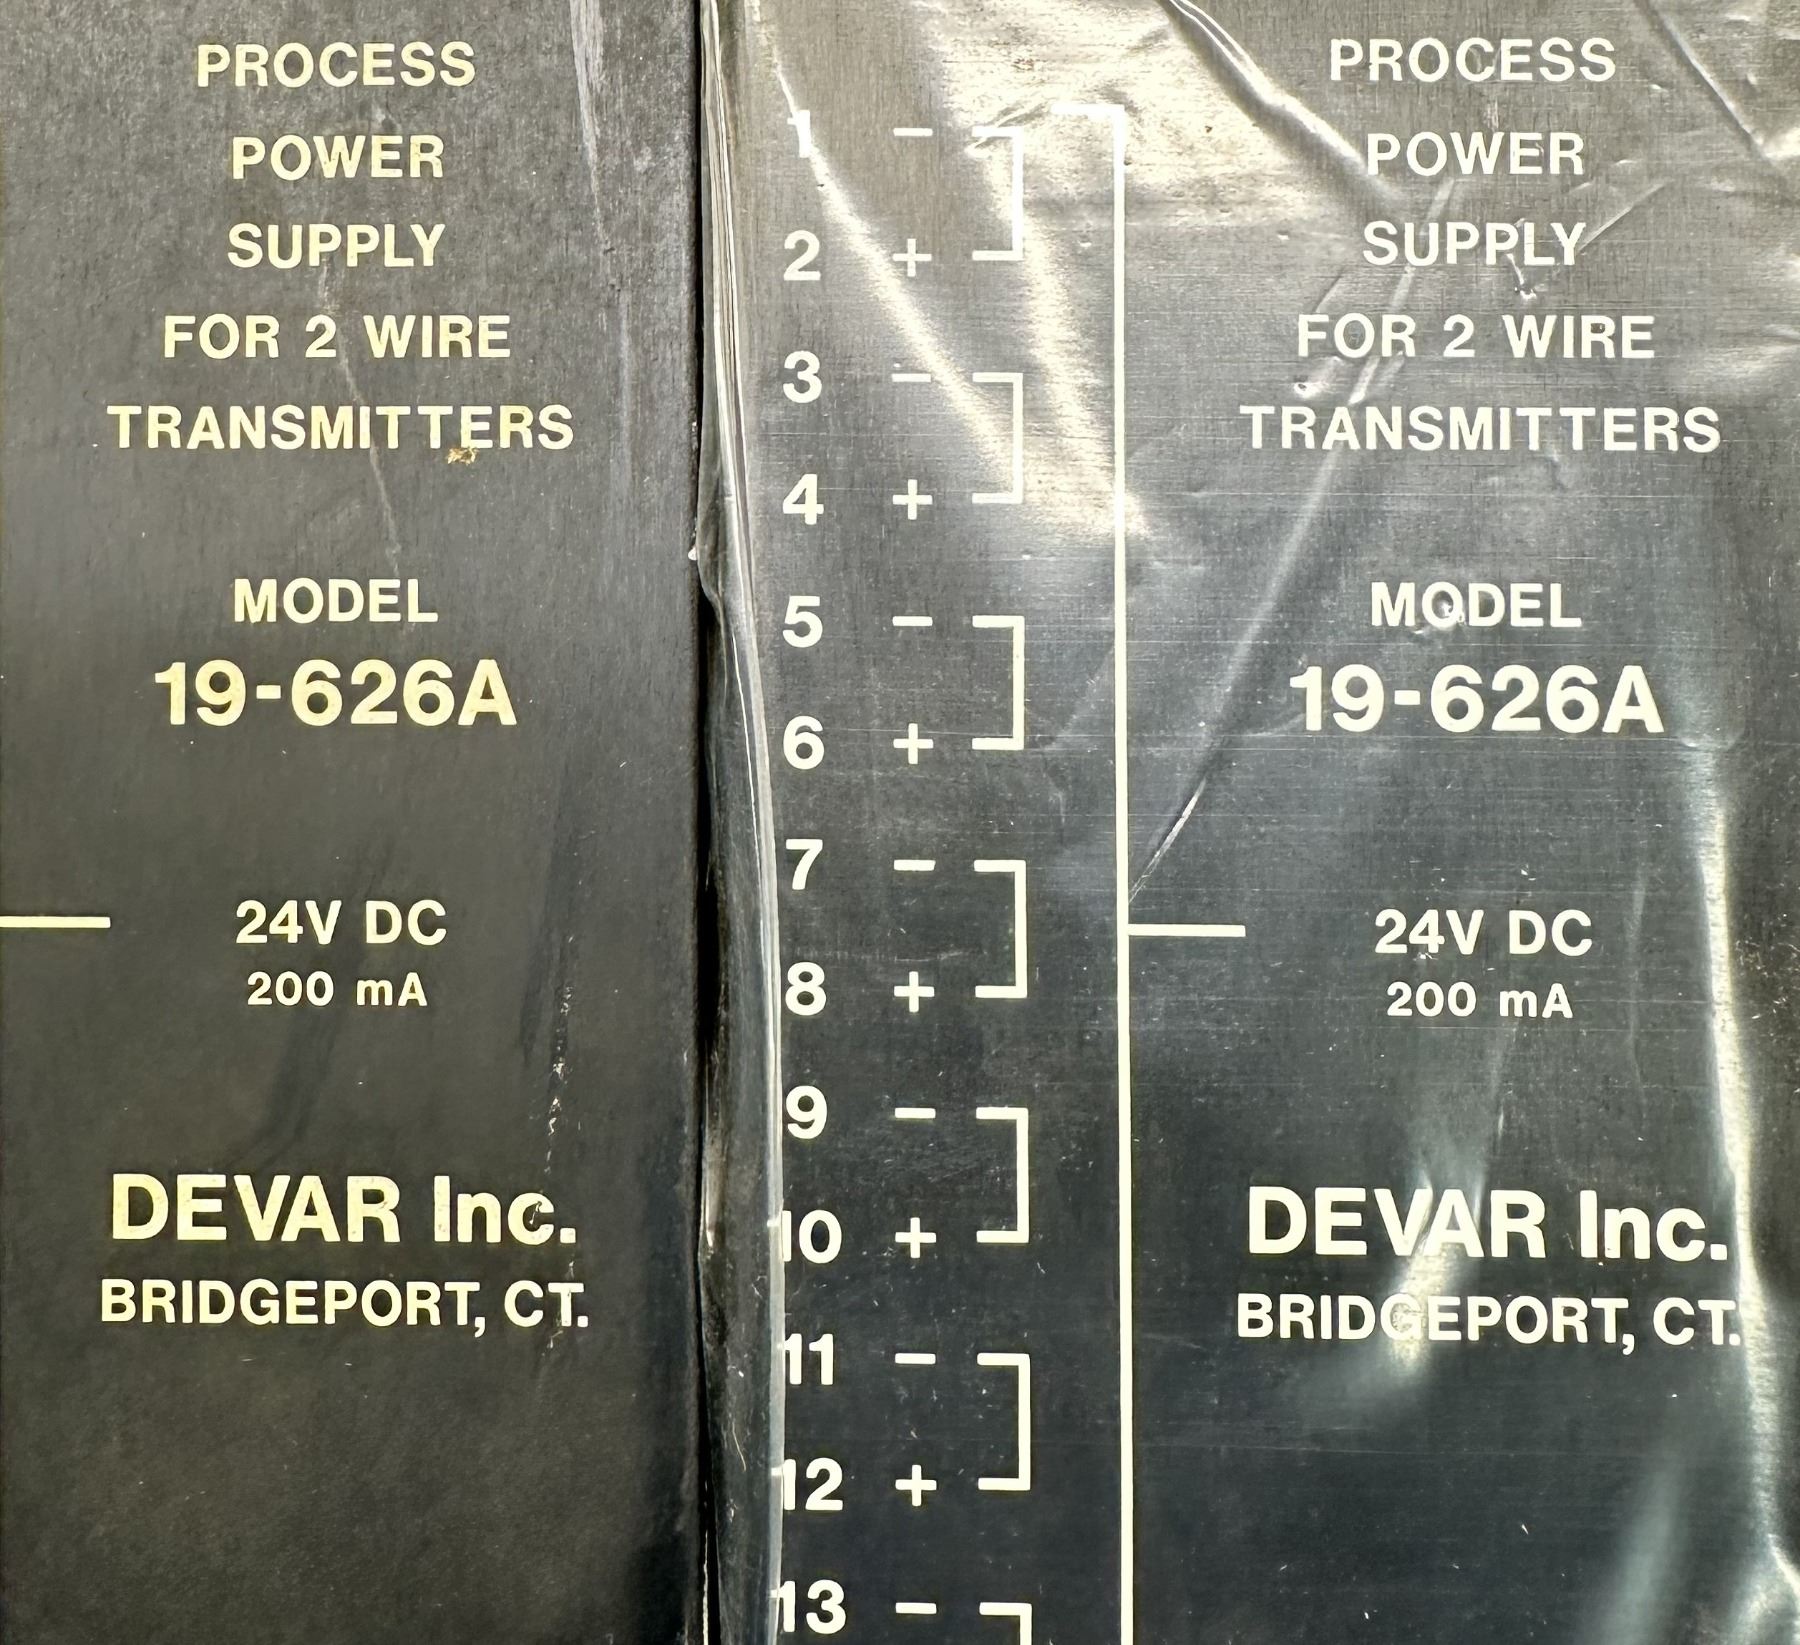 PROCESS
POWER
SUPPLY
FOR 2 WIRE
TRANSMITTERS
MODEL
19-626A
24V DC
200 mA
DEVAR Inc.
BRIDGEPORT, CT.
1 −
2 +
3 −
4 +
5 −
6 +
7 −
8 +
9 −
10 +
11 −
12 +
13 −
PROCESS
POWER
SUPPLY
FOR 2 WIRE
TRANSMITTERS
MODEL
19-626A
24V DC
200 mA
DEVAR Inc.
BRIDGEPORT, CT.